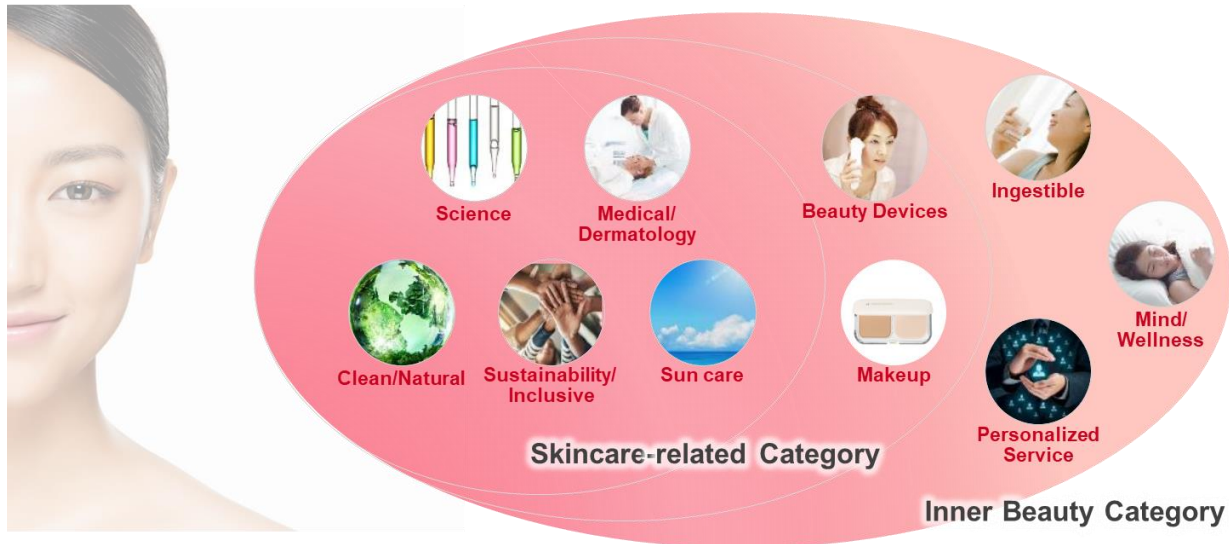 Science
Medical/
Dermatology
Beauty Devices
Ingestible
Clean/Natural
Sustainability/
Inclusive
Sun care
Makeup
Mind/
Wellness
Personalized
Service
Skincare-related Category
Inner Beauty Category